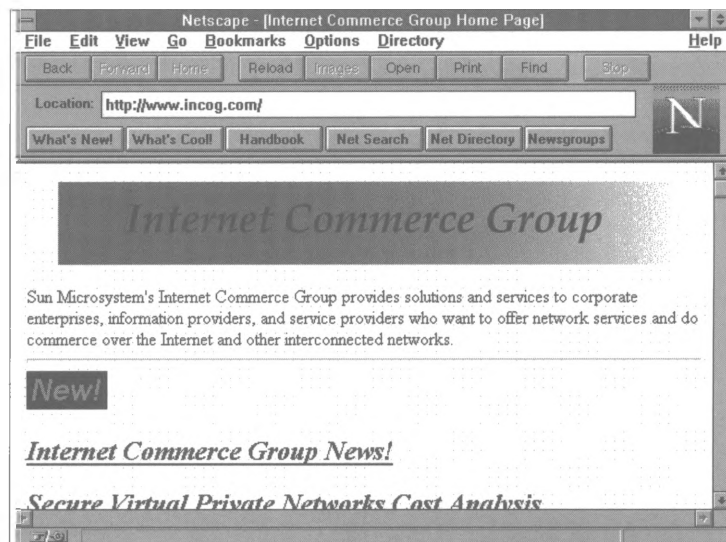 Netscape - [Internet Commerce Group Home Page]
File Edit View Go Bookmarks Options Directory Help
Back Forward Home Reload Images Open Print Find Stop
Location: http://www.incog.com/
N
What's New! What's Cool! Handbook Net Search Net Directory Newsgroups
Internet Commerce Group
Sun Microsystem's Internet Commerce Group provides solutions and services to corporate
enterprises, information providers, and service providers who want to offer network services and do
commerce over the Internet and other interconnected networks.
New!
Internet Commerce Group News!
Secure Virtual Private Networks Cost Analysis